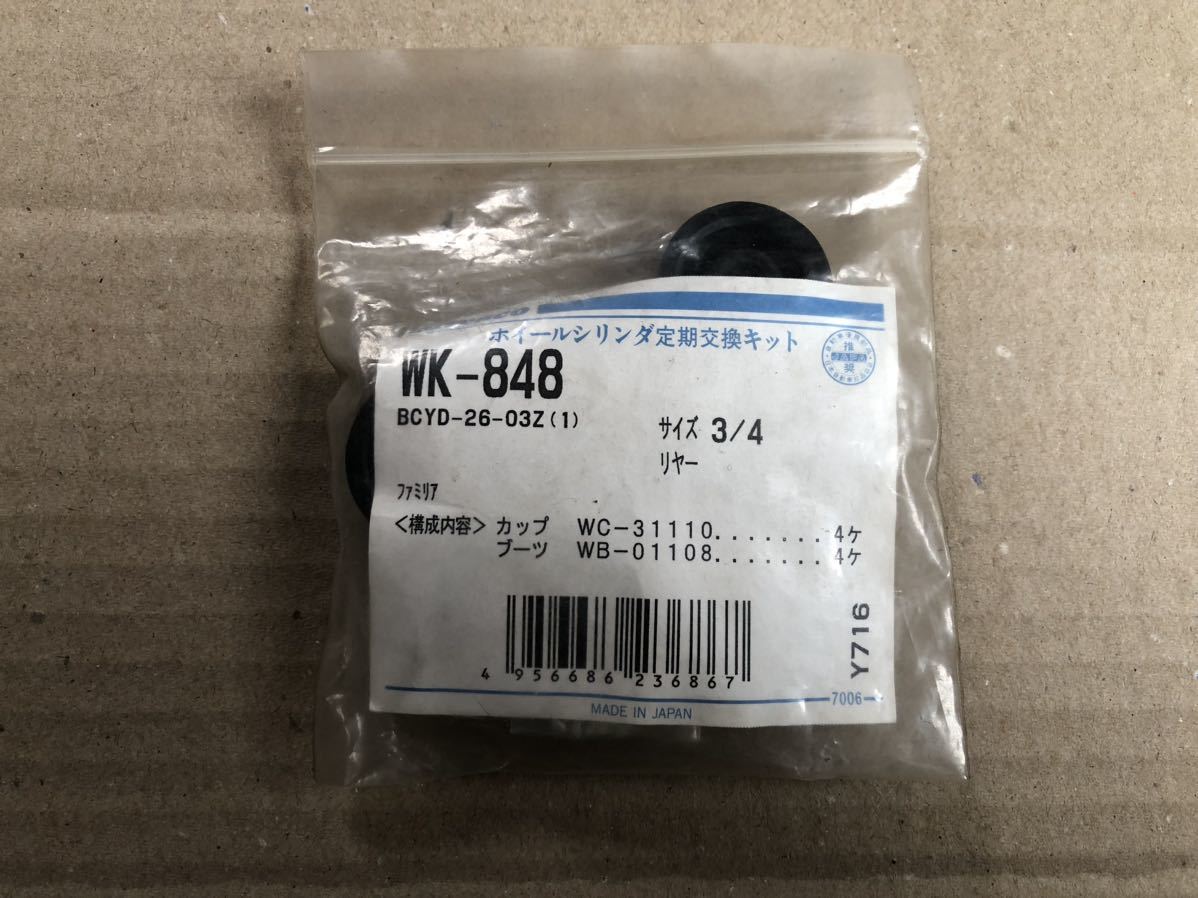 ホイールシリンダ定期交換キット
WK-848
BCYD-26-03Z(1)
サイズ 3/4
リヤー
ファミリア
<構成内容> カップ WC-31110.......4ケ
ブーツ WB-01108.......4ケ
推
奨
Y716
4 956686 236867
7006
MADE IN JAPAN